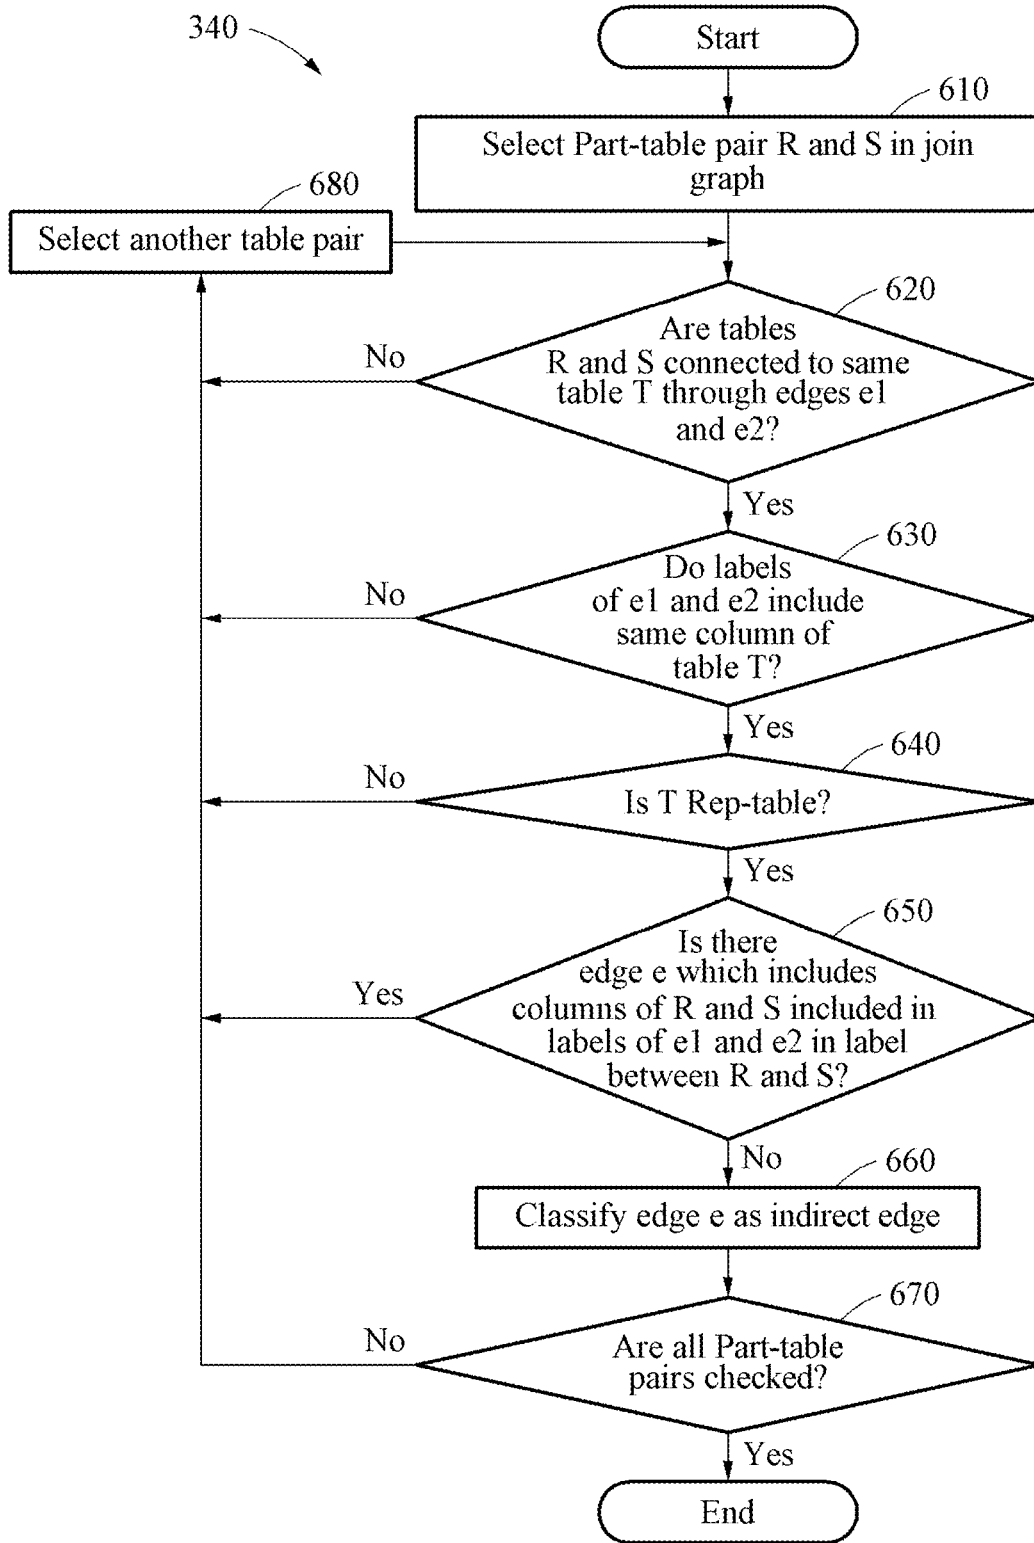 340
Start
610
Select Part-table pair R and S in join
graph
680
Select another table pair
620
Are tables
R and S connected to same
table T through edges e1
and e2?
No
Yes
630
Do labels
of e1 and e2 include
same column of
table T?
No
Yes
640
Is T Rep-table?
No
Yes
650
Is there
edge e which includes
columns of R and S included in
labels of e1 and e2 in label
between R and S?
Yes
No
660
Classify edge e as indirect edge
670
Are all Part-table
pairs checked?
No
Yes
End